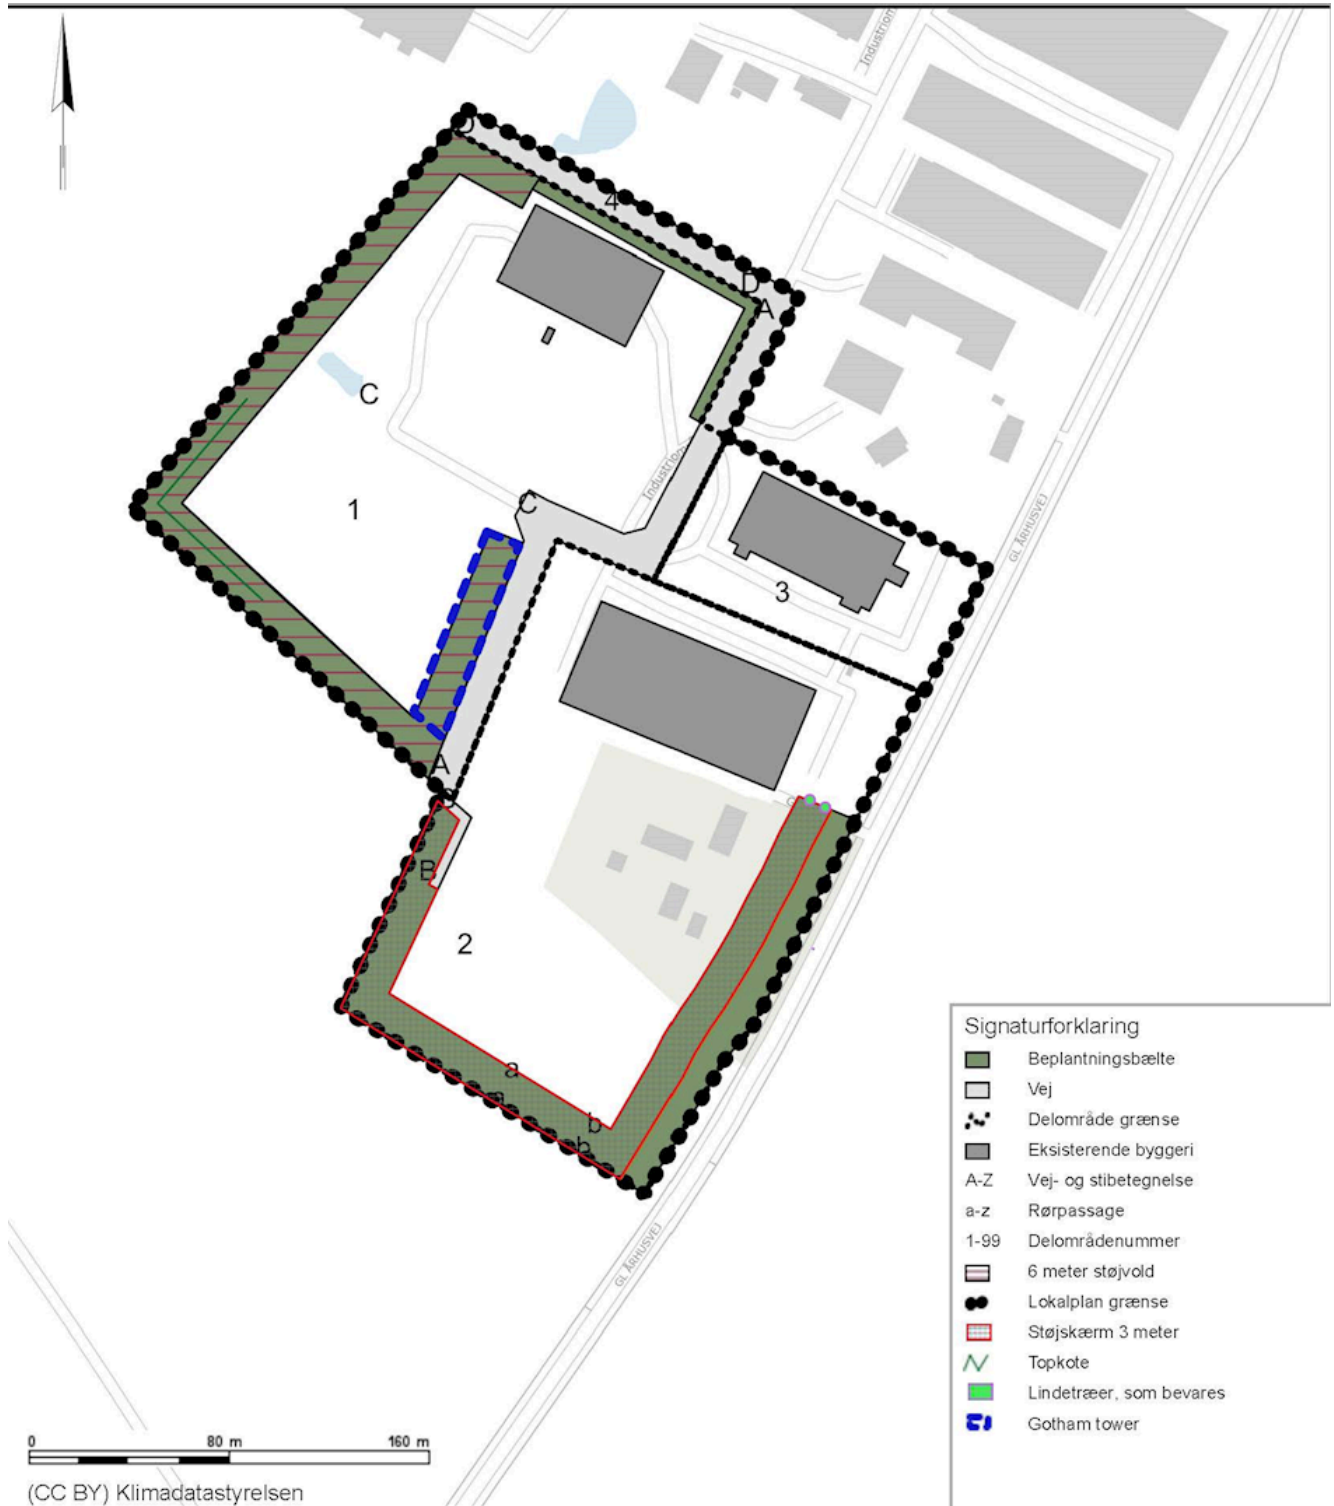 Industriom
D
4
D
A
C
1
C
Industriom
GL ÅRHUSVEJ
3
A
B
B
2
a
a
b
b
GL ÅRHUSVEJ
Signaturforklaring
Beplantningsbælte
Vej
Delområde grænse
Eksisterende byggeri
A-Z Vej- og stibetegnelse
a-z Rørpassage
1-99 Delområdenummer
6 meter støjvold
Lokalplan grænse
Støjskærm 3 meter
Topkote
Lindetræer, som bevares
Gotham tower
0 80 m 160 m
(CC BY) Klimadatastyrelsen